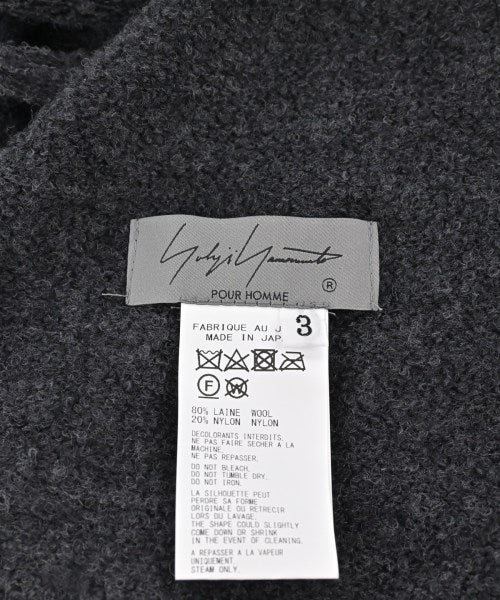 Yohji Yamamoto
®
POUR HOMME
FABRIQUE AU J
3
MADE IN JAP.
F
W
80% LAINE WOOL
20% NYLON NYLON
DECOLORANTS INTERDITS.
NE PAS FAIRE SECHER A LA
MACHINE.
NE PAS REPASSER.
DO NOT BLEACH.
DO NOT TUMBLE DRY.
DO NOT IRON.
LA SILHOUETTE PEUT
PERDRE SA FORME
ORIGINALE OU RETRECIR
LORS DU LAVAGE.
THE SHAPE COULD SLIGHTLY
COME DOWN OR SHRINK
IN THE EVENT OF CLEANING.
A REPASSER A LA VAPEUR
UNIQUEMENT.
STEAM ONLY.